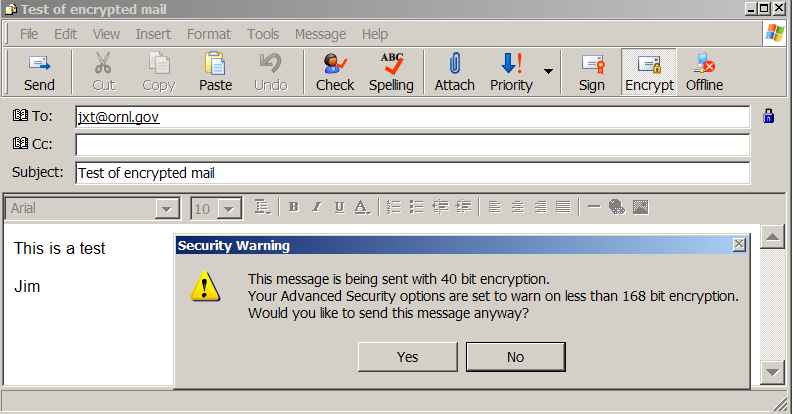 Test of encrypted mail
File Edit View Insert Format Tools Message Help
ABC
Send Cut Copy Paste Undo Check Spelling Attach Priority Sign Encrypt Offline
To: jxt@ornl.gov
Cc:
Subject: Test of encrypted mail
Arial 10 B I U A
This is a test
Jim
Security Warning
This message is being sent with 40 bit encryption.
Your Advanced Security options are set to warn on less than 168 bit encryption.
Would you like to send this message anyway?
Yes No